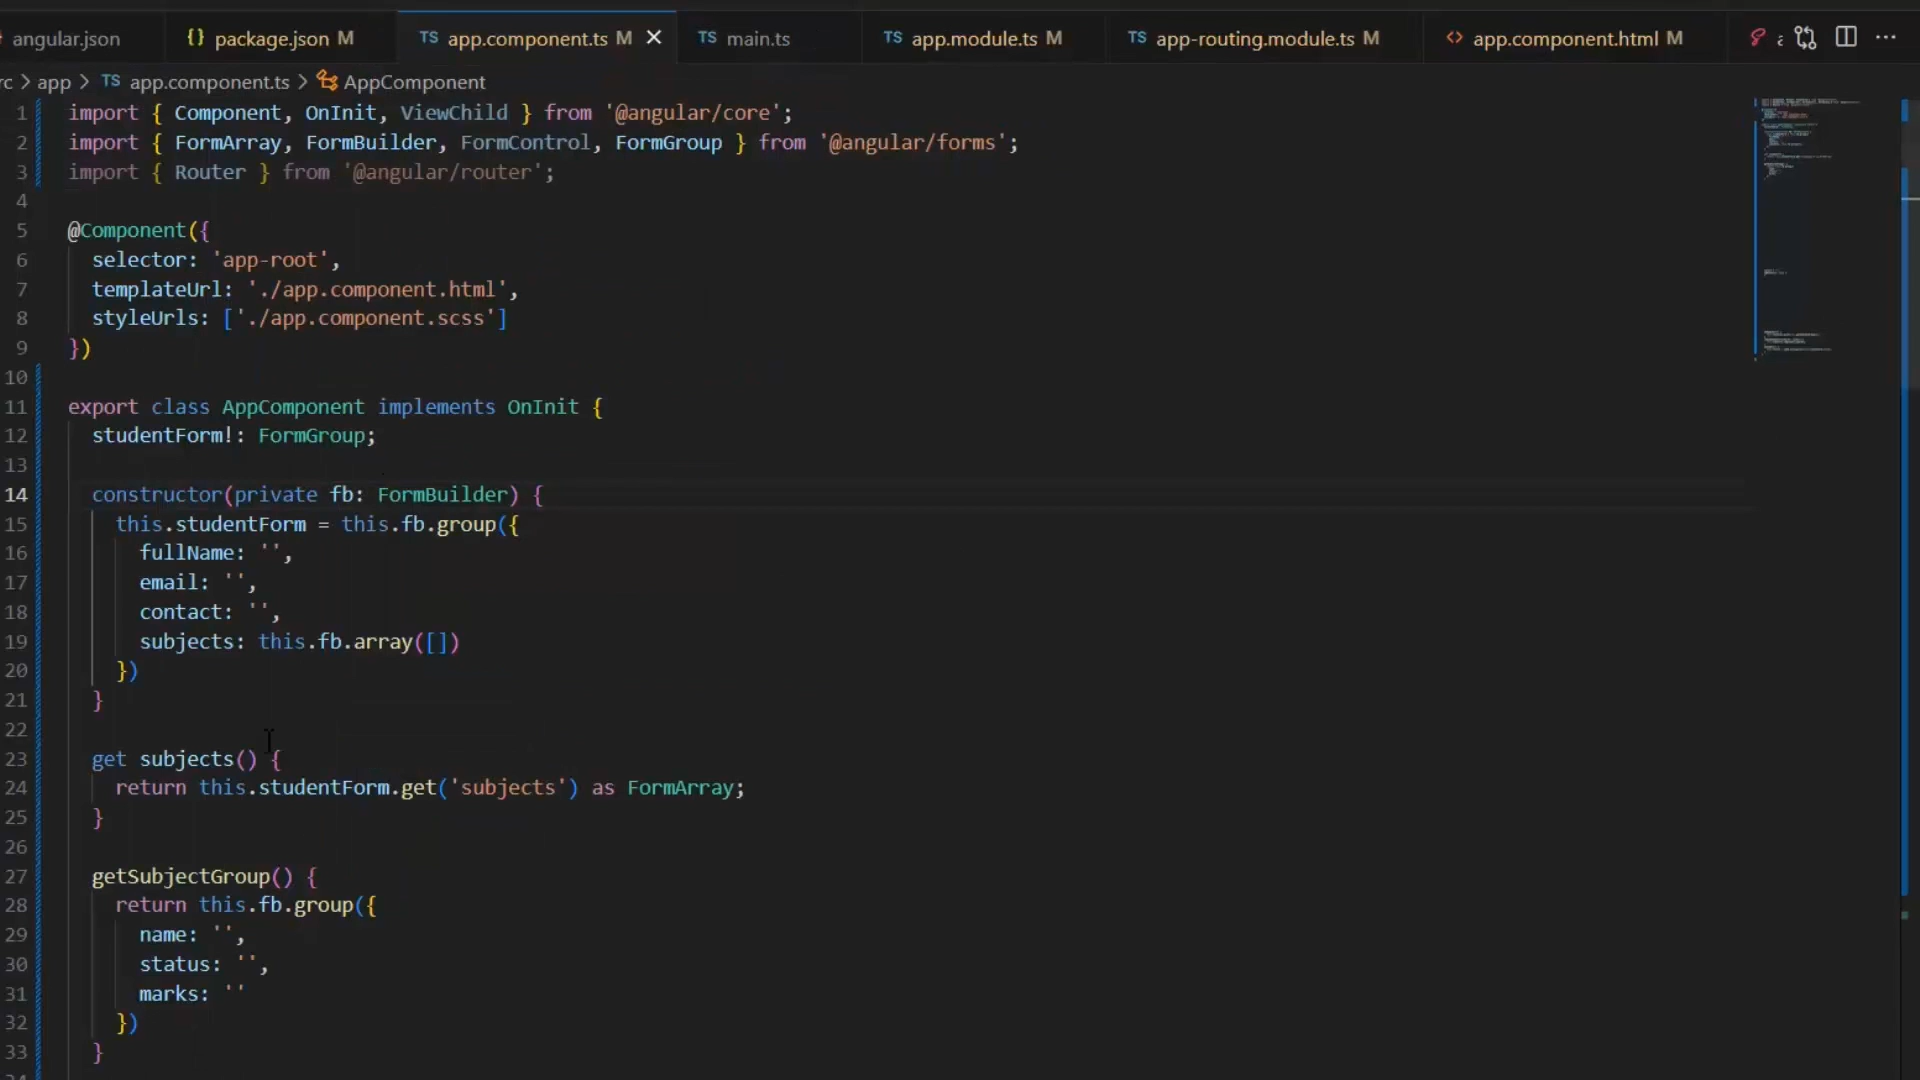 angular.json
{} package.json M
TS app.component.ts M
TS main.ts
TS app.module.ts M
TS app-routing.module.ts M
<> app.component.html M
rc > app > TS app.component.ts > AppComponent
1 import { Component, OnInit, ViewChild } from '@angular/core';
2 import { FormArray, FormBuilder, FormControl, FormGroup } from '@angular/forms';
3 import { Router } from '@angular/router';
4
5 @Component({
6 selector: 'app-root',
7 templateUrl: './app.component.html',
8 styleUrls: ['./app.component.scss']
9 })
10
11 export class AppComponent implements OnInit {
12 studentForm!: FormGroup;
13
14 constructor(private fb: FormBuilder) {
15 this.studentForm = this.fb.group({
16 fullName: '',
17 email: '',
18 contact: '',
19 subjects: this.fb.array([])
20 })
21 }
22
23 get subjects() {
24 return this.studentForm.get('subjects') as FormArray;
25 }
26
27 getSubjectGroup() {
28 return this.fb.group({
29 name: '',
30 status: '',
31 marks: ''
32 })
33 }